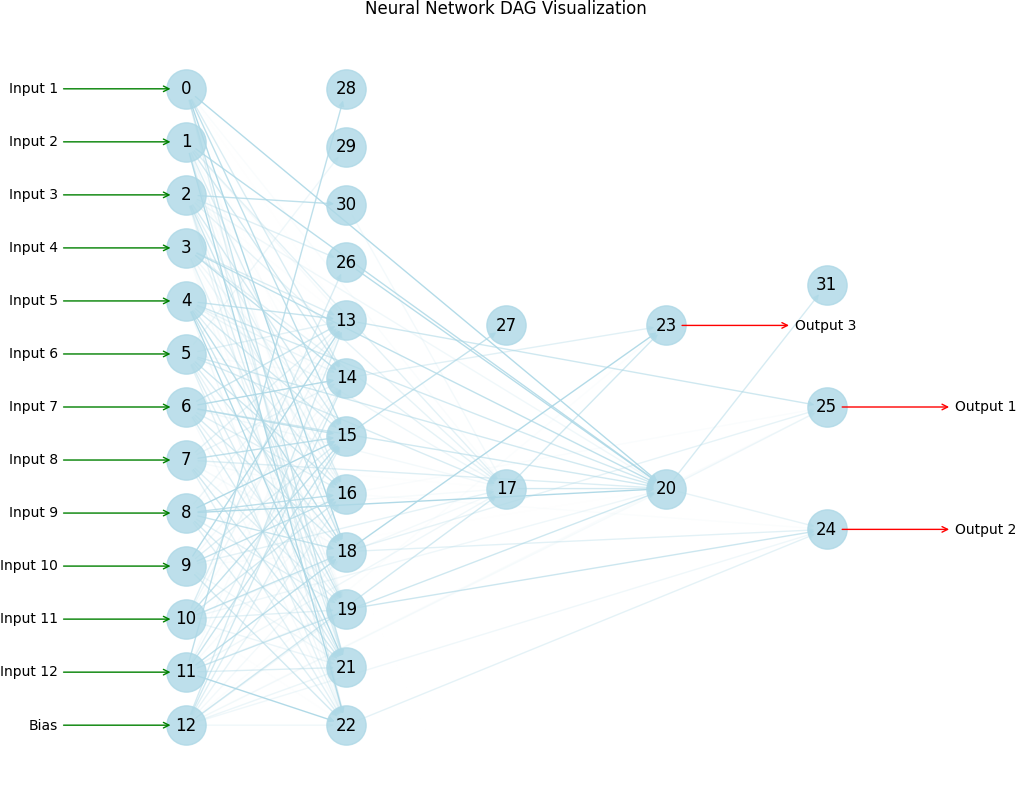 Neural Network DAG Visualization
Input 1 0 28
Input 2 1 29
Input 3 2 30
Input 4 3 26
Input 5 4 31
13
Input 6 5 27 23 Output 3
14
Input 7 6 25 Output 1
15
Input 8 7
16 17 20
Input 9 8 24 Output 2
18
Input 10 9
19
Input 11 10
21
Input 12 11
Bias 12 22